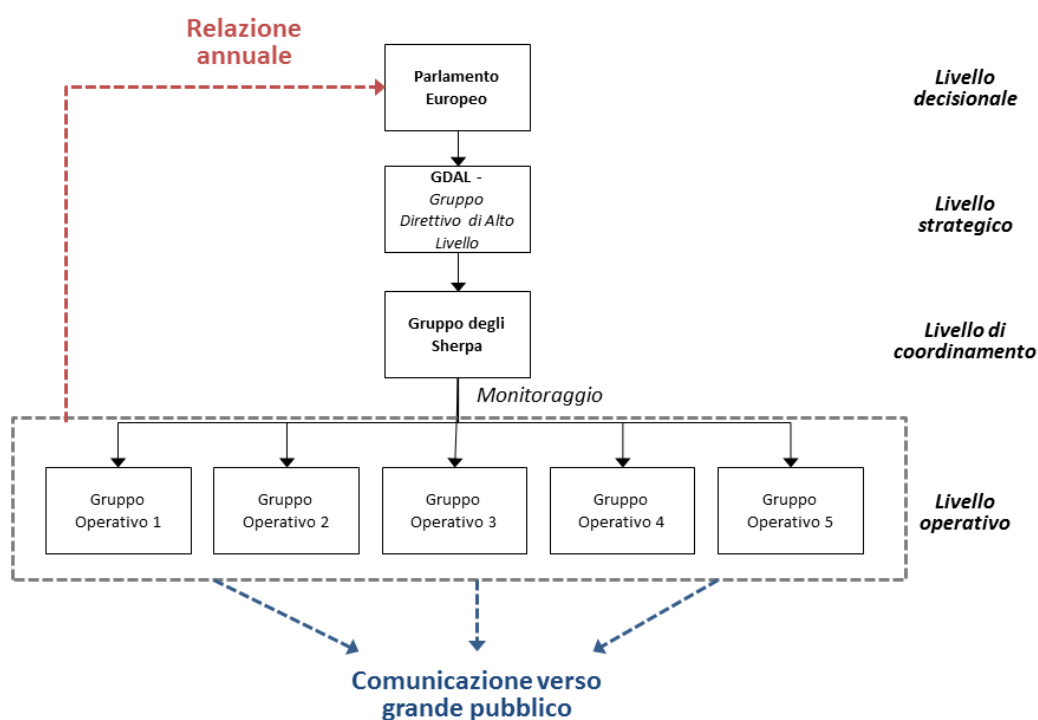 Relazione
annuale
Parlamento
Europeo
Livello
decisionale
GDAL -
Gruppo
Direttivo di Alto
Livello
Livello
strategico
Gruppo degli
Sherpa
Livello di
coordinamento
Monitoraggio
Gruppo
Operativo 1
Gruppo
Operativo 2
Gruppo
Operativo 3
Gruppo
Operativo 4
Gruppo
Operativo 5
Livello
operativo
Comunicazione verso
grande pubblico